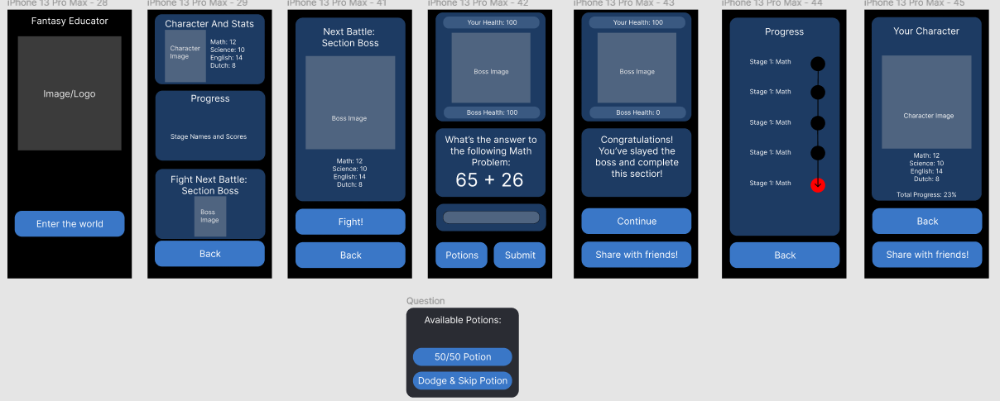 iPhone 13 Pro Max - 28
Fantasy Educator
Image/Logo
Enter the world
iPhone 13 Pro Max - 29
Character And Stats
Character
Image
Math: 12
Science: 10
English: 14
Dutch: 8
Progress
Stage Names and Scores
Fight Next Battle:
Section Boss
Boss
Image
Back
iPhone 13 Pro Max - 41
Next Battle:
Section Boss
Boss Image
Math: 12
Science: 10
English: 14
Dutch: 8
Fight!
Back
iPhone 13 Pro Max - 42
Your Health: 100
Boss Image
Boss Health: 100
What's the answer to
the following Math
Problem:
65 + 26
Potions
Submit
iPhone 13 Pro Max - 43
Your Health: 100
Boss Image
Boss Health: 0
Congratulations!
You've slayed the
boss and complete
this sectior!
Continue
Share with friends!
iPhone 13 Pro Max - 44
Progress
Stage 1: Math
Stage 1: Math
Stage 1: Math
Stage 1: Math
Stage 1: Math
Back
iPhone 13 Pro Max - 45
Your Character
Character Image
Math: 12
Science: 10
English: 14
Dutch: 8
Total Progress: 23%
Back
Share with friends!
Question
Available Potions:
50/50 Potion
Dodge & Skip Potion